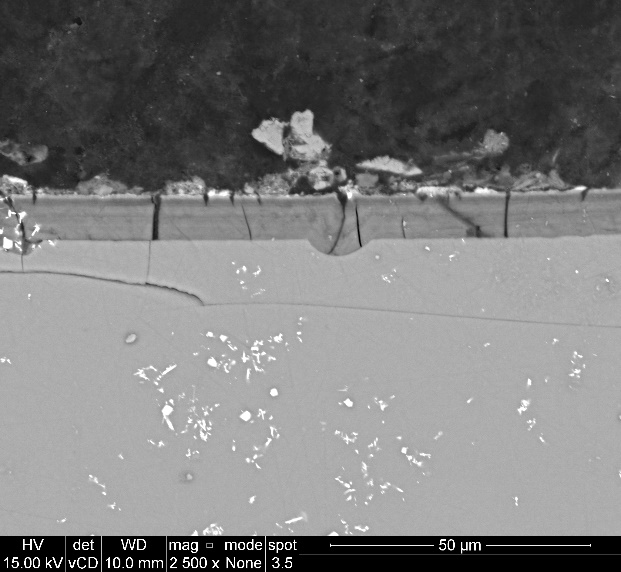 HV det WD mag □ mode spot 50 µm
15.00 kV vCD 10.0 mm 2 500 x None 3.5